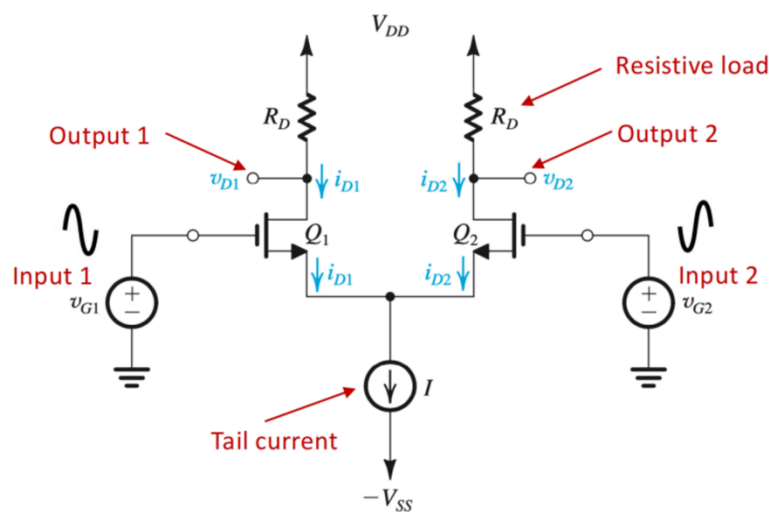 V_DD
Resistive load
R_D
R_D
Output 1
Output 2
v_D1
i_D1
i_D2
v_D2
Q_1
Q_2
Input 1
i_D1
i_D2
Input 2
v_G1
+
−
+
−
v_G2
I
Tail current
−V_SS